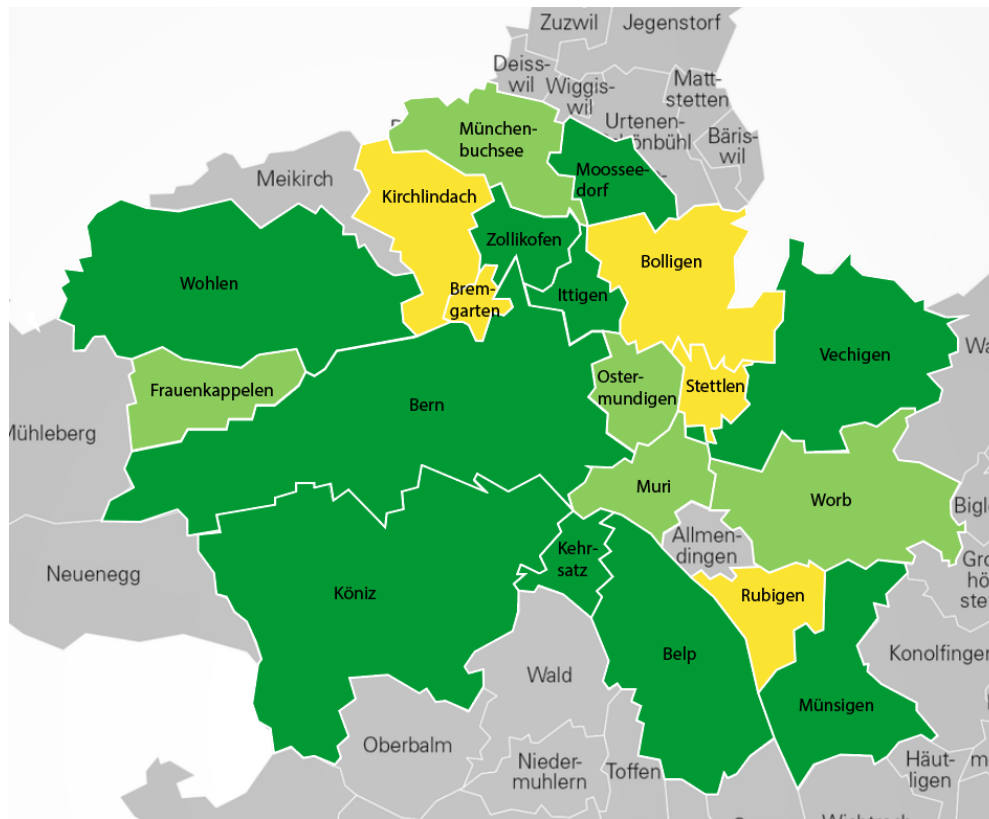 Zuzwil
Jegenstorf
Deiss-
wil
Wiggis-
wil
Matt-
stetten
Urtenen-
Bäris-
wil
München-
buchsee
Moossee-
dorf
Meikirch
Kirchlindach
Zollikofen
Bolligen
Wohlen
Brem-
garten
Ittigen
Vechigen
Frauenkappelen
Bern
Oster-
mundigen
Stettlen
Mühleberg
Muri
Worb
Allmen-
dingen
Neuenegg
Köniz
Kehr-
satz
Rubigen
Belp
Konolfingen
Wald
Münsigen
Oberbalm
Nieder-
muhlern
Toffen
Häut-
ligen